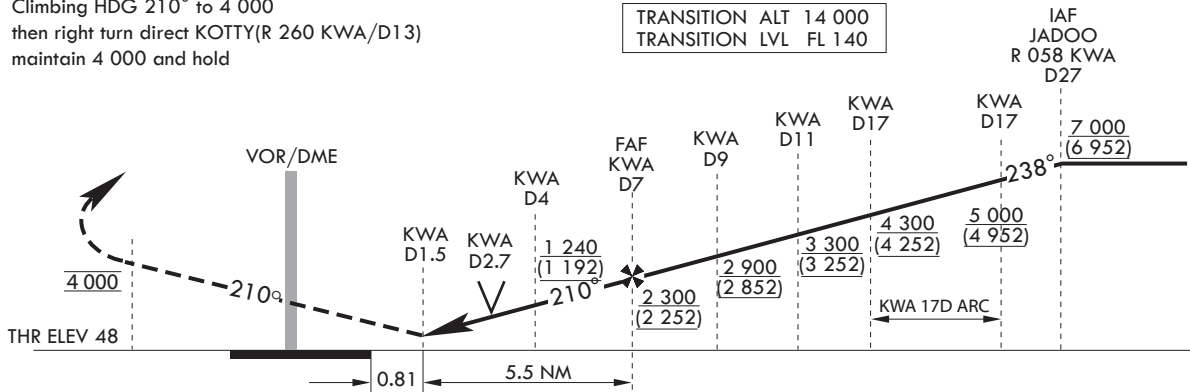 Climbing HDG 210° to 4 000
then right turn direct KOTTY(R 260 KWA/D13)
maintain 4 000 and hold
TRANSITION ALT 14 000
TRANSITION LVL FL 140
IAF
JADOO
R 058 KWA
D27
KWA
D17
KWA
D17
KWA
D11
KWA
D9
FAF
KWA
D7
KWA
D4
KWA
D2.7
KWA
D1.5
VOR/DME
7 000
(6 952)
238°
5 000
(4 952)
4 300
(4 252)
3 300
(3 252)
2 900
(2 852)
2 300
(2 252)
1 240
(1 192)
210°
210°
4 000
KWA 17D ARC
THR ELEV 48
0.81
5.5 NM